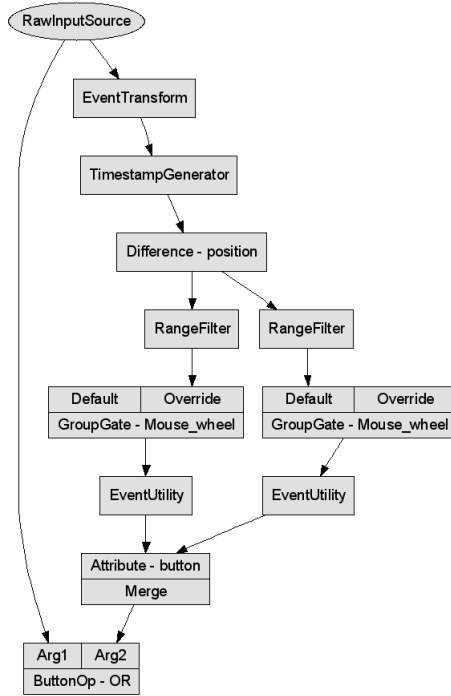 RawInputSource
EventTransform
TimestampGenerator
Difference - position
RangeFilter
RangeFilter
Default Override
GroupGate - Mouse_wheel
Default Override
GroupGate - Mouse_wheel
EventUtility
EventUtility
Attribute - button
Merge
Arg1 Arg2
ButtonOp - OR